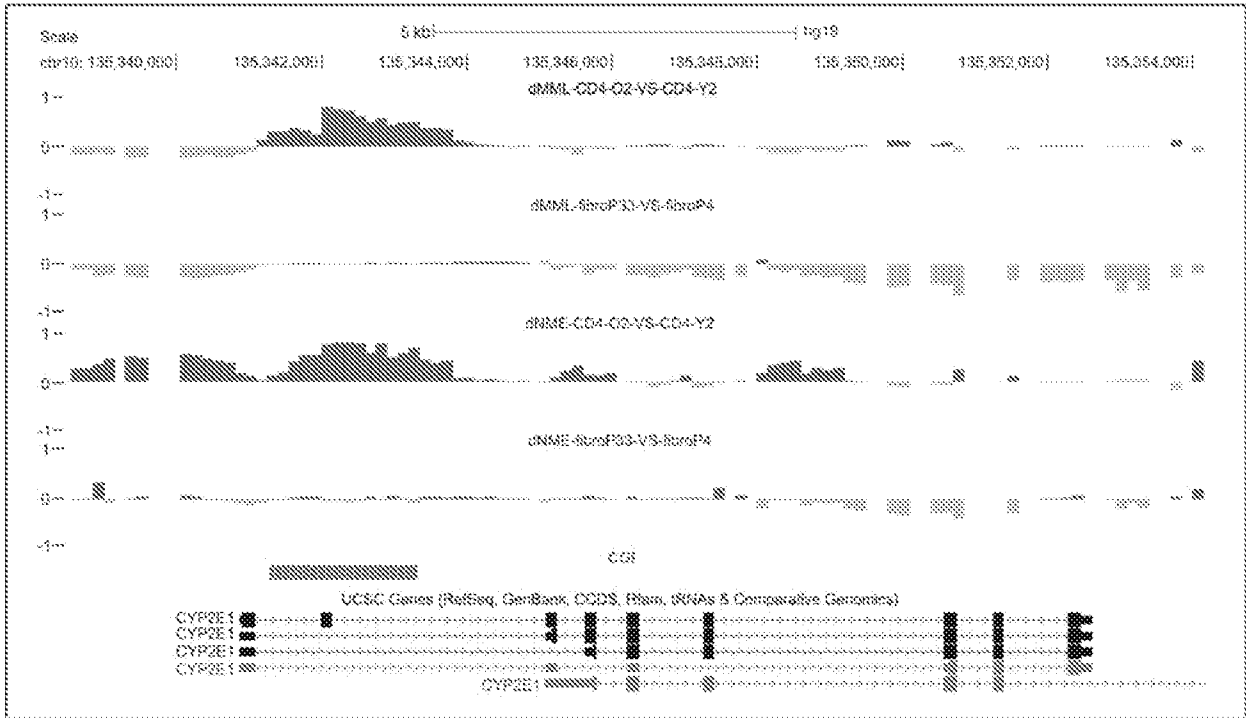 Scale 5 kb hg19
chr10: 135,340,000| 135,342,000| 135,344,000| 135,346,000| 135,348,000| 135,350,000| 135,352,000| 135,354,000|
dMML-CD4-O2-VS-CD4-Y2
1
0
-1
dMML-fibroP33-VS-fibroP4
1
0
-1
dNME-CD4-O2-VS-CD4-Y2
1
0
-1
dNME-fibroP33-VS-fibroP4
1
0
-1
CGI
UCSC Genes (RefSeq, GenBank, CCDS, Rfam, tRNAs & Comparative Genomics)
CYP2E1
CYP2E1
CYP2E1
CYP2E1
CYP2E1